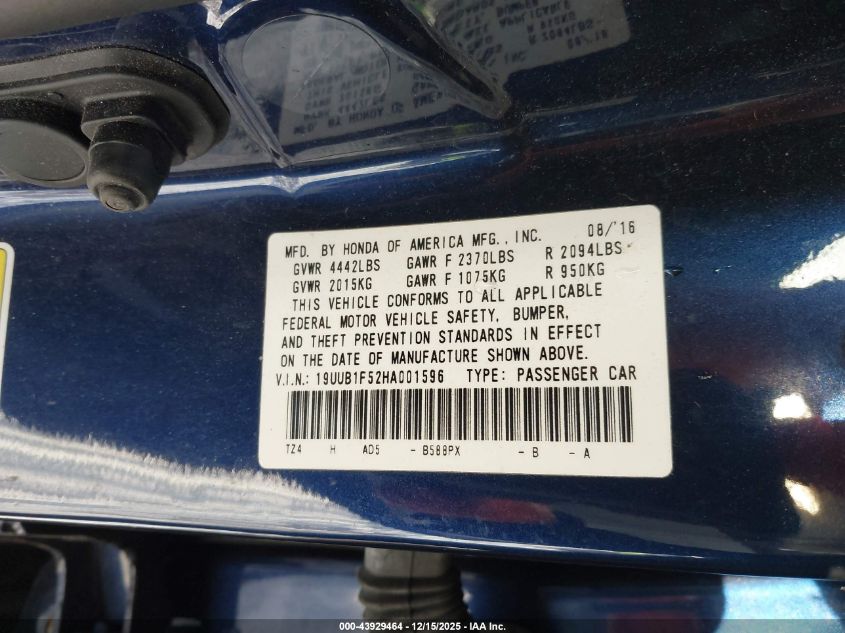 MFD. BY HONDA OF AMERICA MFG., INC. 08/'16
GVWR 4442LBS GAWR F 2370LBS R 2094LBS
GVWR 2015KG GAWR F 1075KG R 950KG
THIS VEHICLE CONFORMS TO ALL APPLICABLE
FEDERAL MOTOR VEHICLE SAFETY, BUMPER,
AND THEFT PREVENTION STANDARDS IN EFFECT
ON THE DATE OF MANUFACTURE SHOWN ABOVE.
V.I.N.: 19UUB1F52HA001596 TYPE: PASSENGER CAR
TZ4 H AD5 - B588PX - B - A
000-43929464 - 12/15/2025 - IAA Inc.